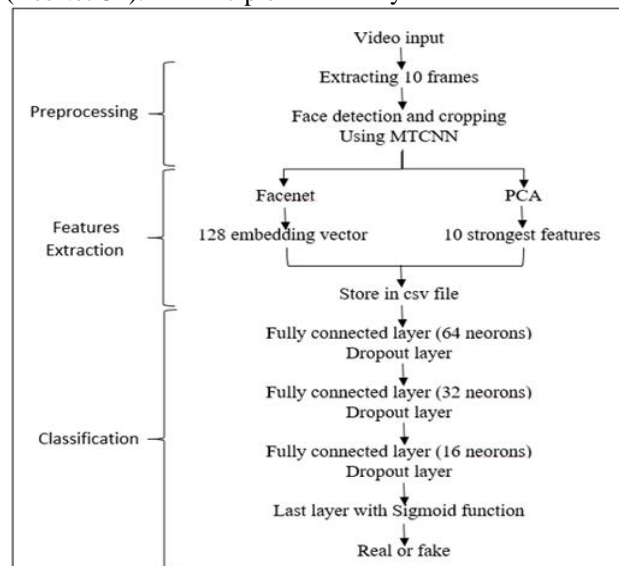 Video input
Extracting 10 frames
Preprocessing
Face detection and cropping
Using MTCNN
Facenet
PCA
128 embedding vector
10 strongest features
Features
Extraction
Store in csv file
Fully connected layer (64 neorons)
Dropout layer
Fully connected layer (32 neorons)
Dropout layer
Classification
Fully connected layer (16 neorons)
Dropout layer
Last layer with Sigmoid function
Real or fake